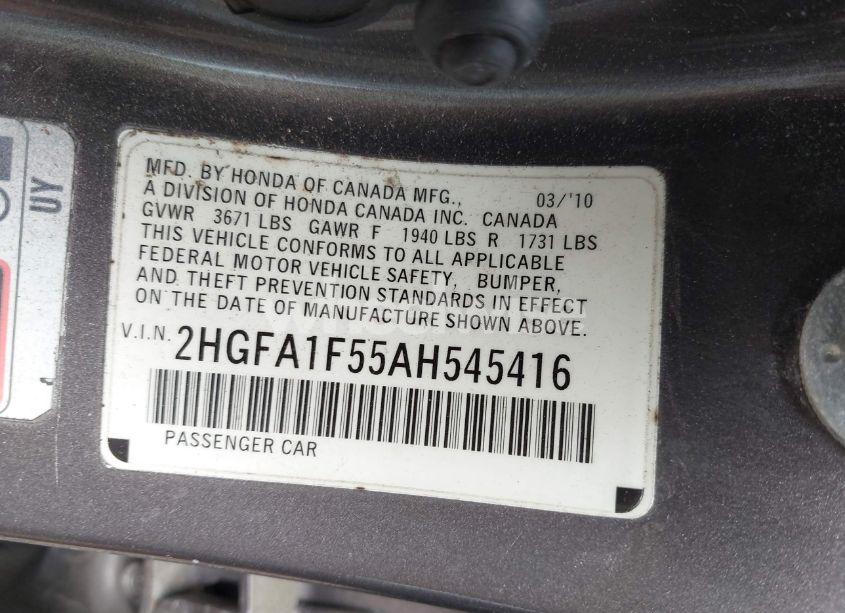 UY
MFD. BY HONDA OF CANADA MFG., 03/'10
A DIVISION OF HONDA CANADA INC. CANADA
GVWR 3671 LBS GAWR F 1940 LBS R 1731 LBS
THIS VEHICLE CONFORMS TO ALL APPLICABLE
FEDERAL MOTOR VEHICLE SAFETY, BUMPER,
AND THEFT PREVENTION STANDARDS IN EFFECT
ON THE DATE OF MANUFACTURE SHOWN ABOVE.
V.I.N. 2HGFA1F55AH545416
PASSENGER CAR